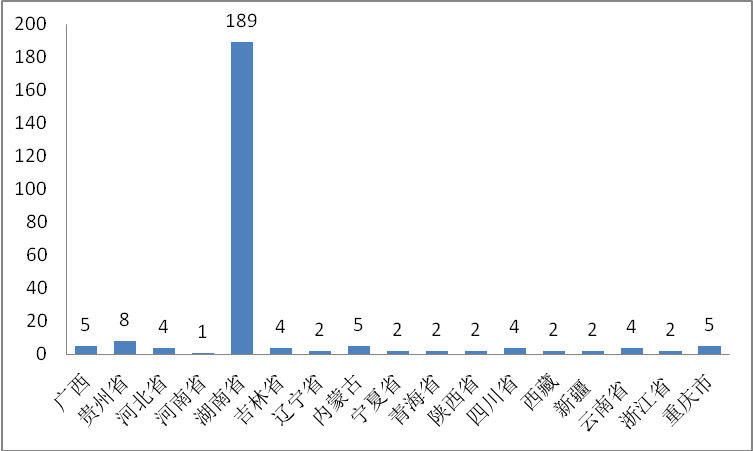 200
180
160
140
120
100
80
60
40
20
0
5
8
4
1
189
4
2
5
2
2
2
4
2
2
4
2
5
广西
贵州省
河北省
河南省
湖南省
吉林省
辽宁省
内蒙古
宁夏省
青海省
陕西省
四川省
西藏
新疆
云南省
浙江省
重庆市